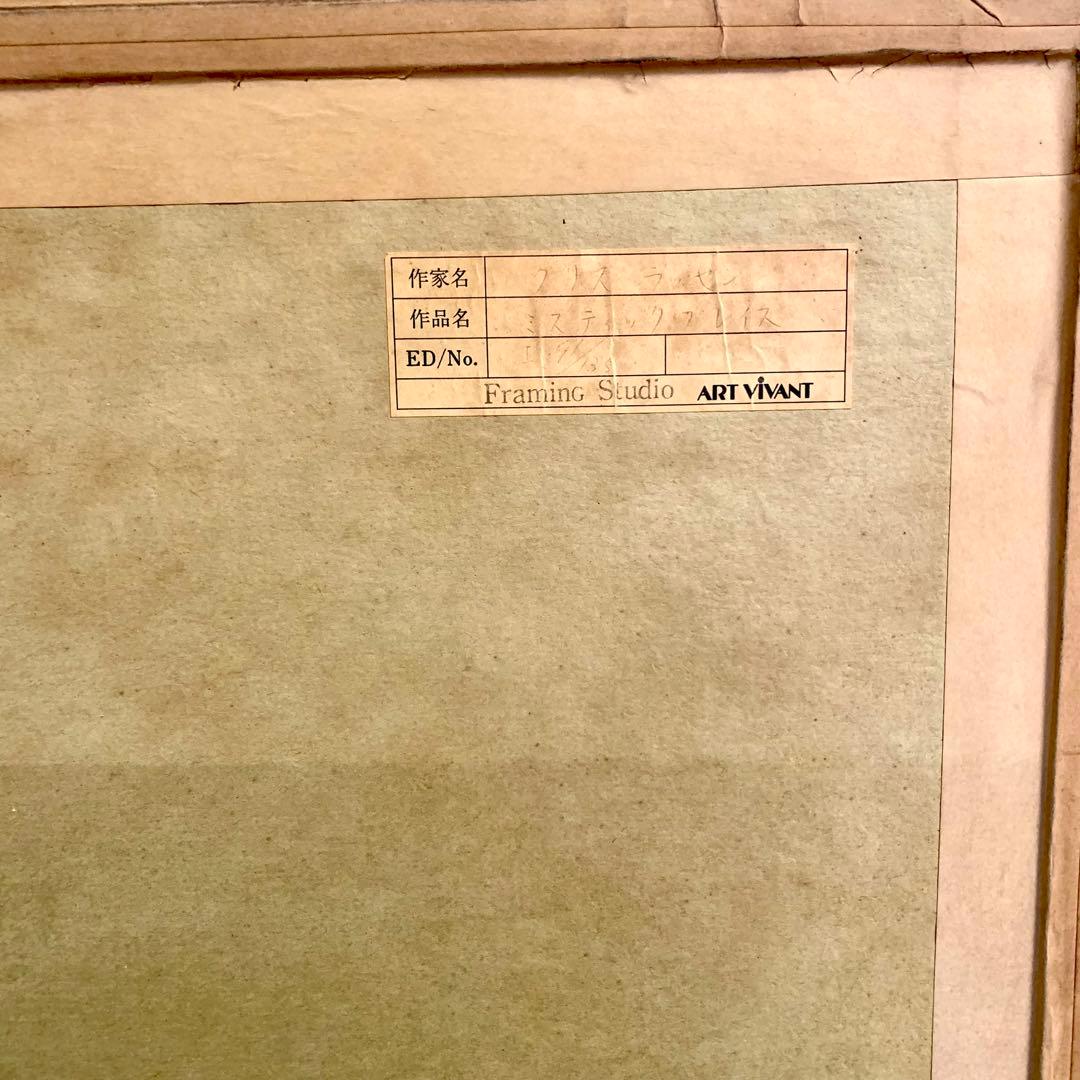 作家名 クリス ラッセン
作品名 ミスティックプレイス
ED/No.
Framing Studio ART VIVANT